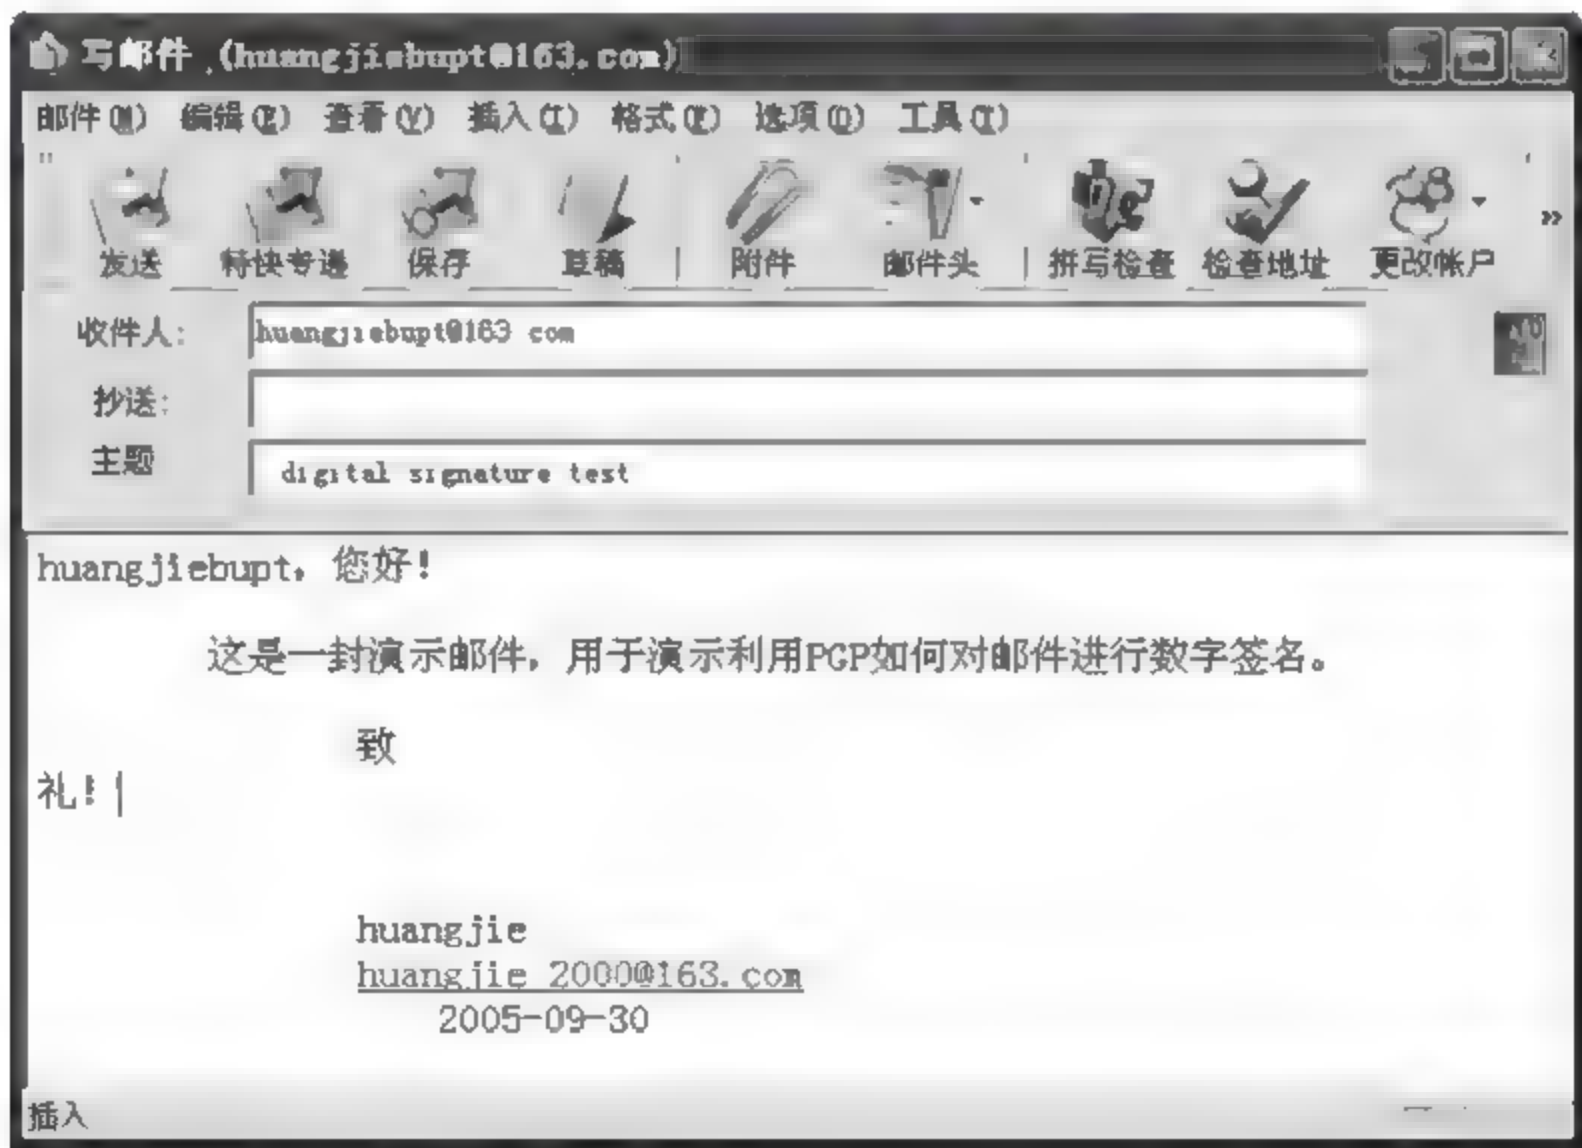 写邮件 (huangjiebupt@163.com)
邮件(M) 编辑(E) 查看(V) 插入(I) 格式(F) 选项(O) 工具(T)
发送 特快专递 保存 草稿 附件 邮件头 拼写检查 检查地址 更改帐户 »
收件人: huangjiebupt@163 com
抄送:
主题 digital signature test
huangjiebupt，您好！
这是一封演示邮件，用于演示利用PGP如何对邮件进行数字签名。
致
礼！
huangjie
huangjie_2000@163.com
2005-09-30
插入